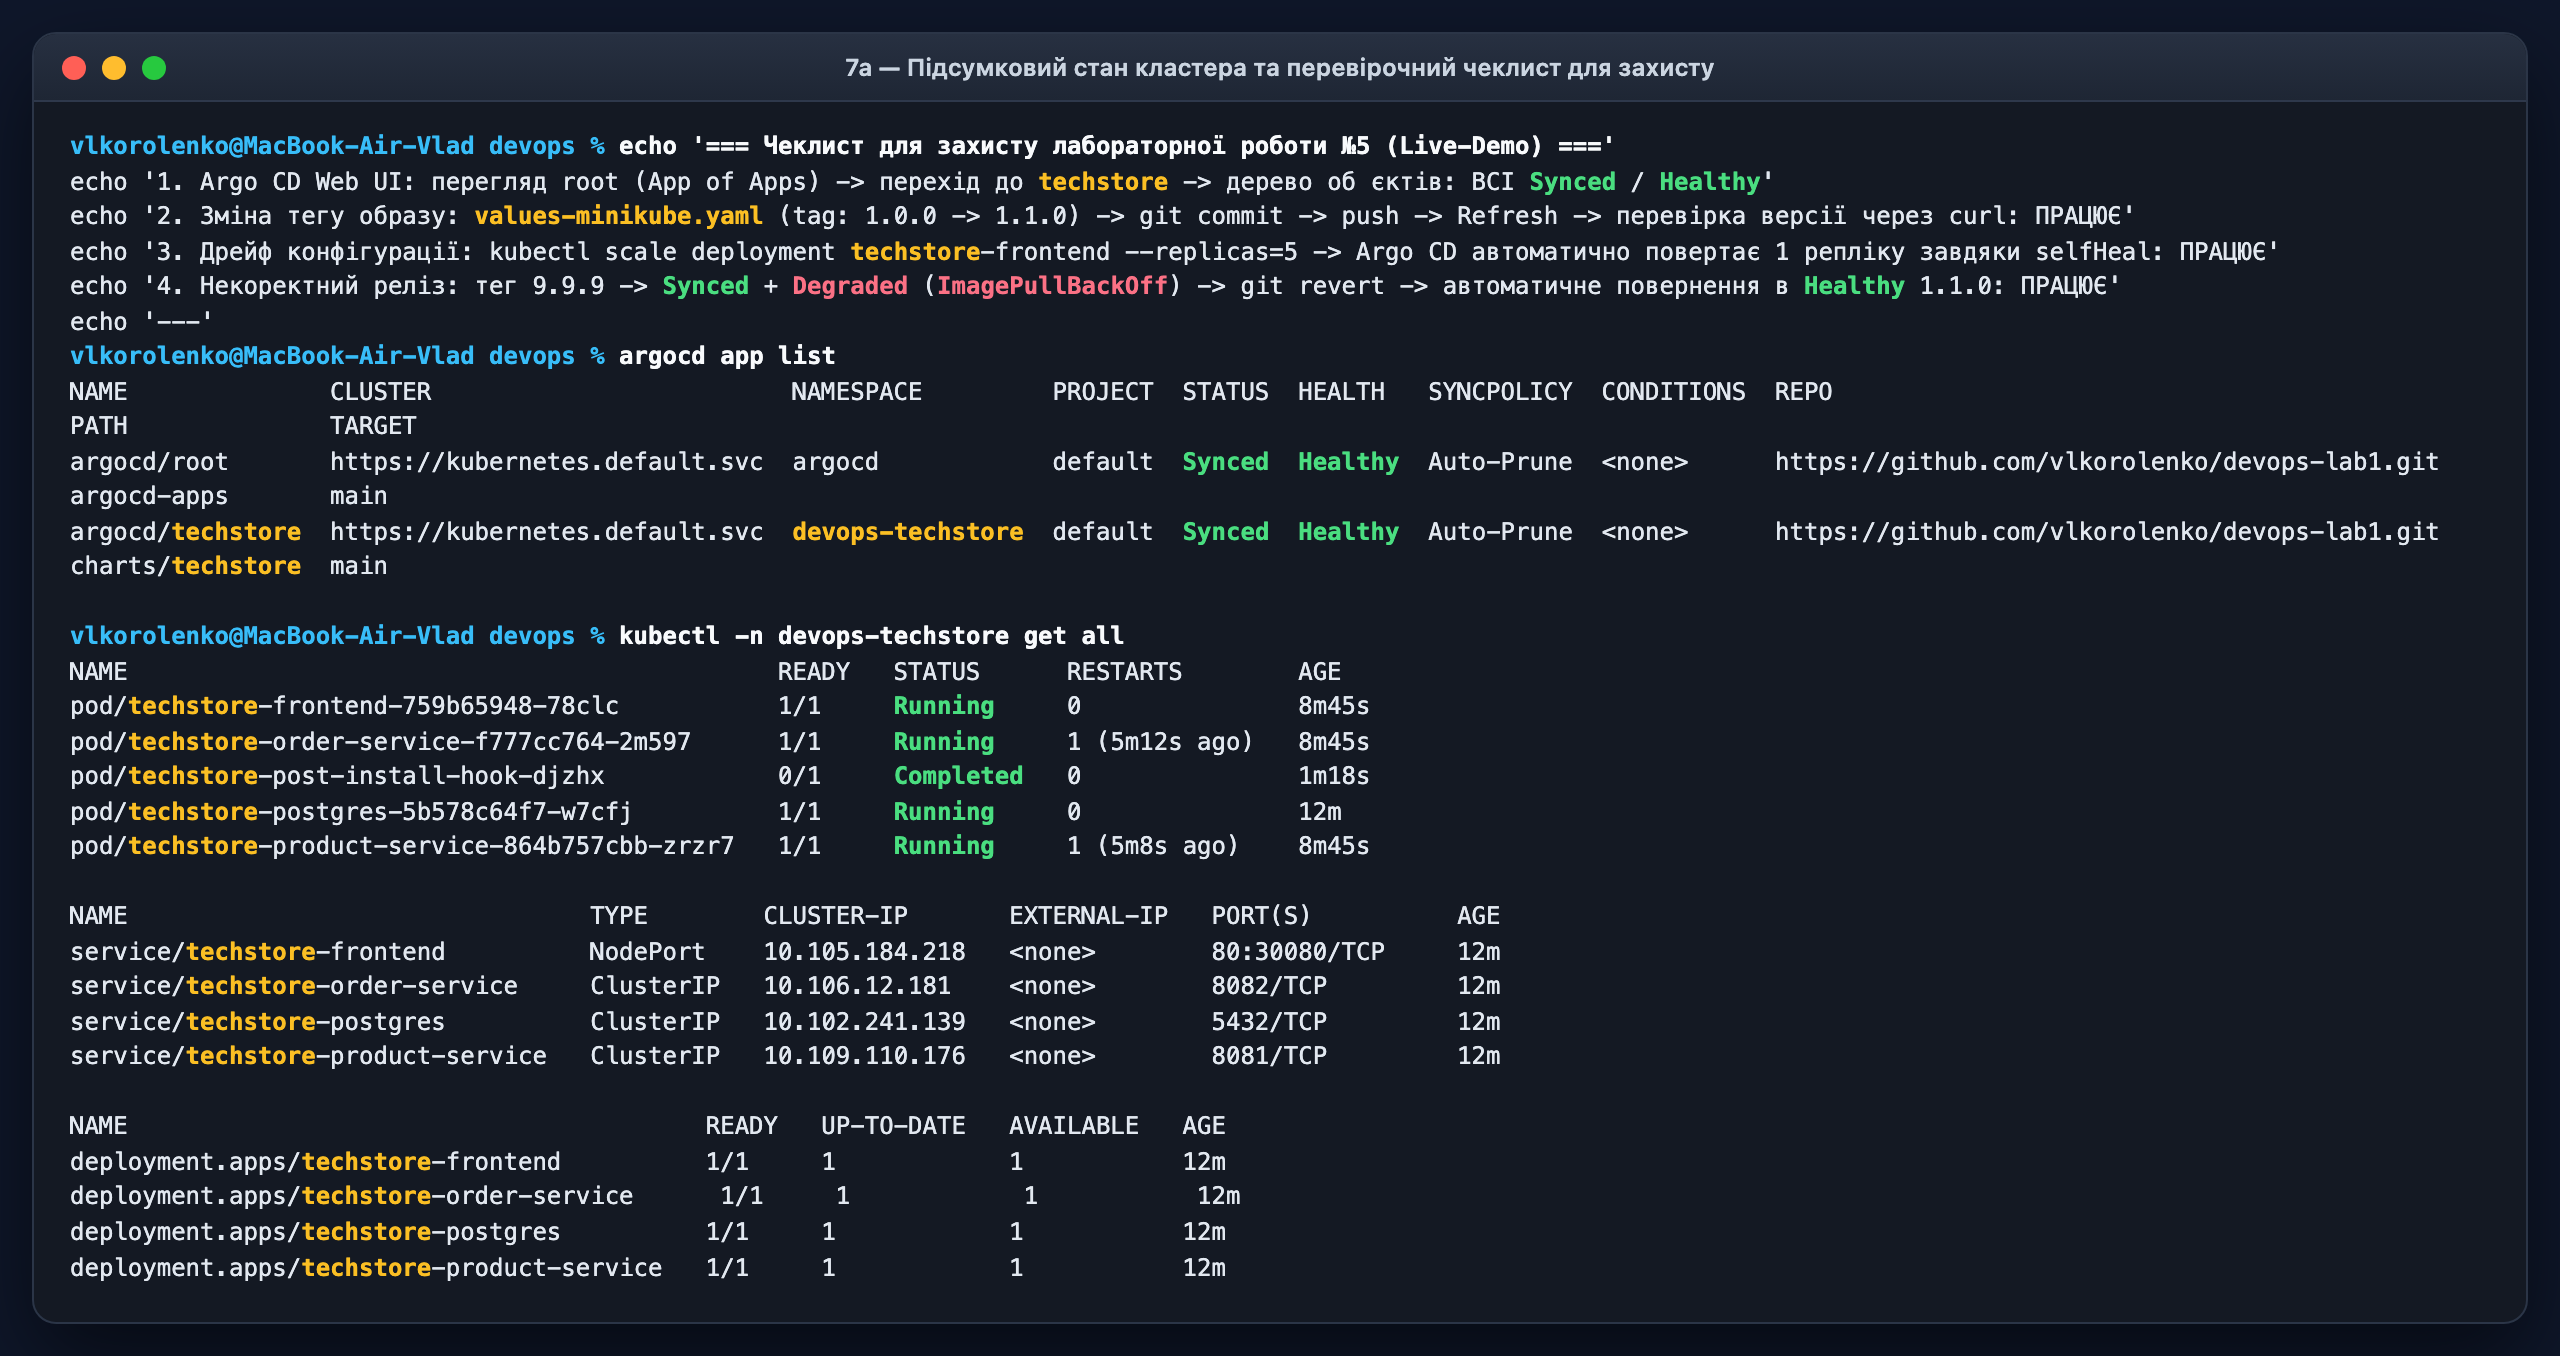 7а — Підсумковий стан кластера та перевірочний чеклист для захисту
vlkorolenko@MacBook-Air-Vlad devops % echo '=== Чеклист для захисту лабораторної роботи №5 (Live-Demo) ==='
echo '1. Argo CD Web UI: перегляд root (App of Apps) -> перехід до techstore -> дерево об єктів: ВСІ Synced / Healthy'
echo '2. Зміна тегу образу: values-minikube.yaml (tag: 1.0.0 -> 1.1.0) -> git commit -> push -> Refresh -> перевірка версії через curl: ПРАЦЮЄ'
echo '3. Дрейф конфігурації: kubectl scale deployment techstore-frontend --replicas=5 -> Argo CD автоматично повертає 1 репліку завдяки selfHeal: ПРАЦЮЄ'
echo '4. Некоректний реліз: тег 9.9.9 -> Synced + Degraded (ImagePullBackOff) -> git revert -> автоматичне повернення в Healthy 1.1.0: ПРАЦЮЄ'
echo '---'
vlkorolenko@MacBook-Air-Vlad devops % argocd app list
NAME              CLUSTER                         NAMESPACE         PROJECT  STATUS  HEALTH   SYNCPOLICY  CONDITIONS  REPO
PATH              TARGET
argocd/root       https://kubernetes.default.svc  argocd            default  Synced  Healthy  Auto-Prune  <none>      https://github.com/vlkorolenko/devops-lab1.git
argocd-apps       main
argocd/techstore  https://kubernetes.default.svc  devops-techstore  default  Synced  Healthy  Auto-Prune  <none>      https://github.com/vlkorolenko/devops-lab1.git
charts/techstore  main
vlkorolenko@MacBook-Air-Vlad devops % kubectl -n devops-techstore get all
NAME                                             READY   STATUS      RESTARTS        AGE
pod/techstore-frontend-759b65948-78clc           1/1     Running     0               8m45s
pod/techstore-order-service-f777cc764-2m597      1/1     Running     1 (5m12s ago)   8m45s
pod/techstore-post-install-hook-djzhx            0/1     Completed   0               1m18s
pod/techstore-postgres-5b578c64f7-w7cfj          1/1     Running     0               12m
pod/techstore-product-service-864b757cbb-zrzr7   1/1     Running     1 (5m8s ago)    8m45s
NAME                                TYPE        CLUSTER-IP       EXTERNAL-IP   PORT(S)          AGE
service/techstore-frontend          NodePort    10.105.184.218   <none>        80:30080/TCP     12m
service/techstore-order-service     ClusterIP   10.106.12.181    <none>        8082/TCP         12m
service/techstore-postgres          ClusterIP   10.102.241.139   <none>        5432/TCP         12m
service/techstore-product-service   ClusterIP   10.109.110.176   <none>        8081/TCP         12m
NAME                                        READY   UP-TO-DATE   AVAILABLE   AGE
deployment.apps/techstore-frontend          1/1     1            1           12m
deployment.apps/techstore-order-service      1/1     1            1           12m
deployment.apps/techstore-postgres          1/1     1            1           12m
deployment.apps/techstore-product-service   1/1     1            1           12m